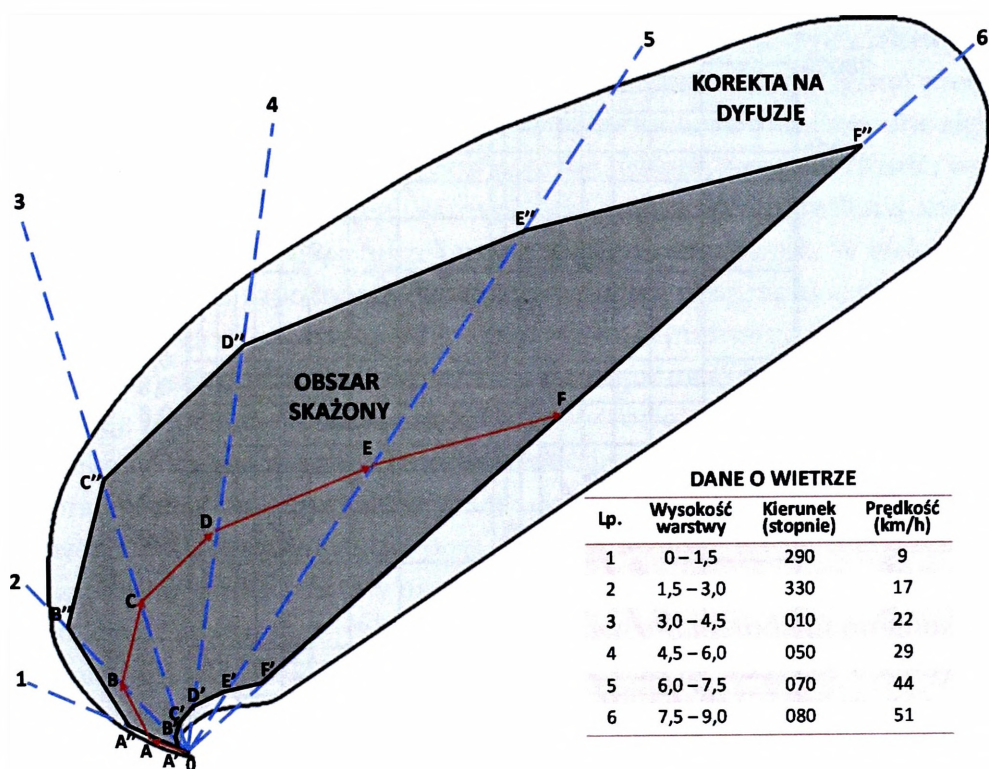 5
6
KOREKTA NA
DYFUZJĘ
4
F''
3
E''
D''
OBSZAR
SKAŻONY
F
E
C''
DANE O WIETRZE
Lp. Wysokość warstwy Kierunek (stopnie) Prędkość (km/h)
1 0 – 1,5 290 9
2 1,5 – 3,0 330 17
3 3,0 – 4,5 010 22
4 4,5 – 6,0 050 29
5 6,0 – 7,5 070 44
6 7,5 – 9,0 080 51
D
C
2
B''
B
1
F'
E'
D'
C'
B'
A''
A
A'
0